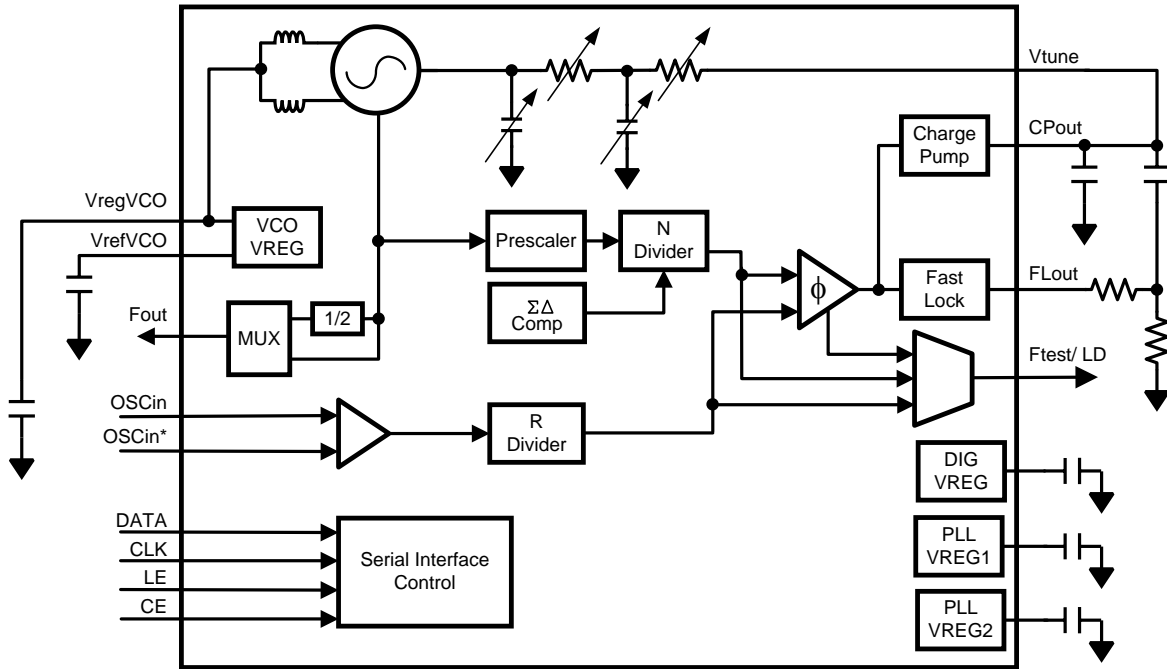 Vtune
Charge
Pump
CPout
VregVCO
VrefVCO
VCO
VREG
Prescaler
N
Divider
ΣΔ
Comp
ϕ
Fast
Lock
FLout
Fout
MUX
1/2
Ftest/ LD
OSCin
OSCin*
R
Divider
DIG
VREG
DATA
CLK
LE
CE
Serial Interface
Control
PLL
VREG1
PLL
VREG2